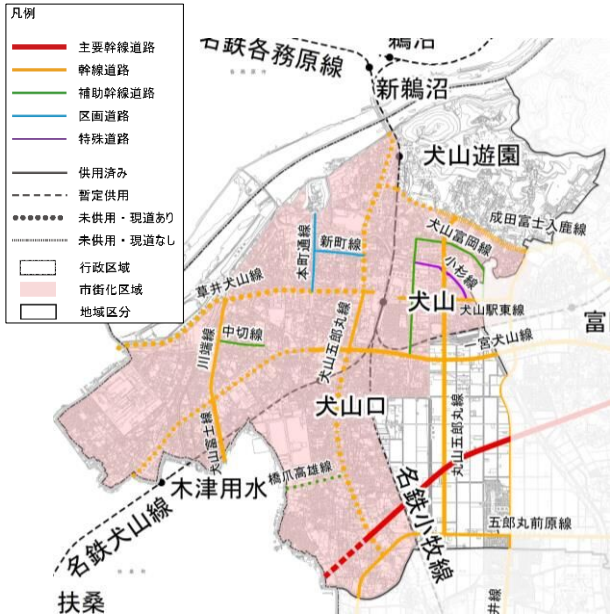 凡例
主要幹線道路
幹線道路
補助幹線道路
区画道路
特殊道路
供用済み
暫定供用
未供用・現道あり
未供用・現道なし
行政区域
市街化区域
地域区分
名鉄各務原線
鵜沼
新鵜沼
犬山遊園
成田富士入鹿線
犬山富岡線
本町通線
新町線
小杉線
草井犬山線
犬山
犬山駅東線
富
川端線
中切線
犬山五郎丸線
一宮犬山線
犬山口
丸山五郎丸線
犬山富士線
橋爪高雄線
木津用水
名鉄小牧線
五郎丸前原線
名鉄犬山線
扶桑
井線